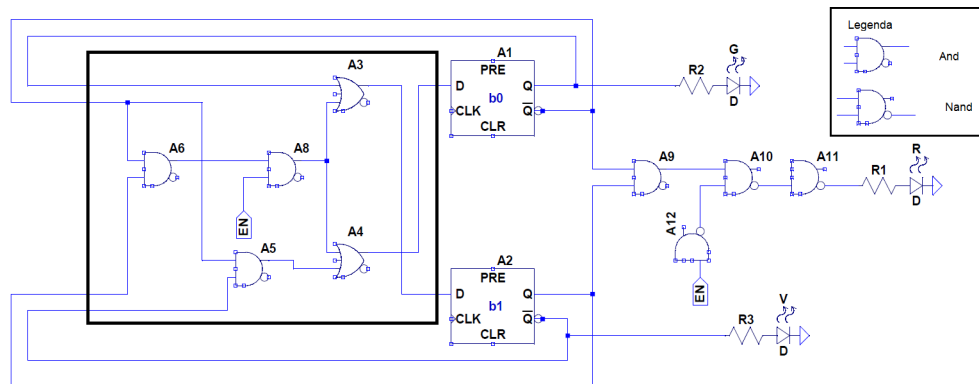 A1
PRE
D
Q
b0
CLK
Q
CLR
G
R2
D
Legenda
And
Nand
A3
A6
A8
EN
A5
A4
A9
A10
A11
R
R1
D
A12
EN
A2
PRE
D
Q
b1
CLK
Q
CLR
V
R3
D